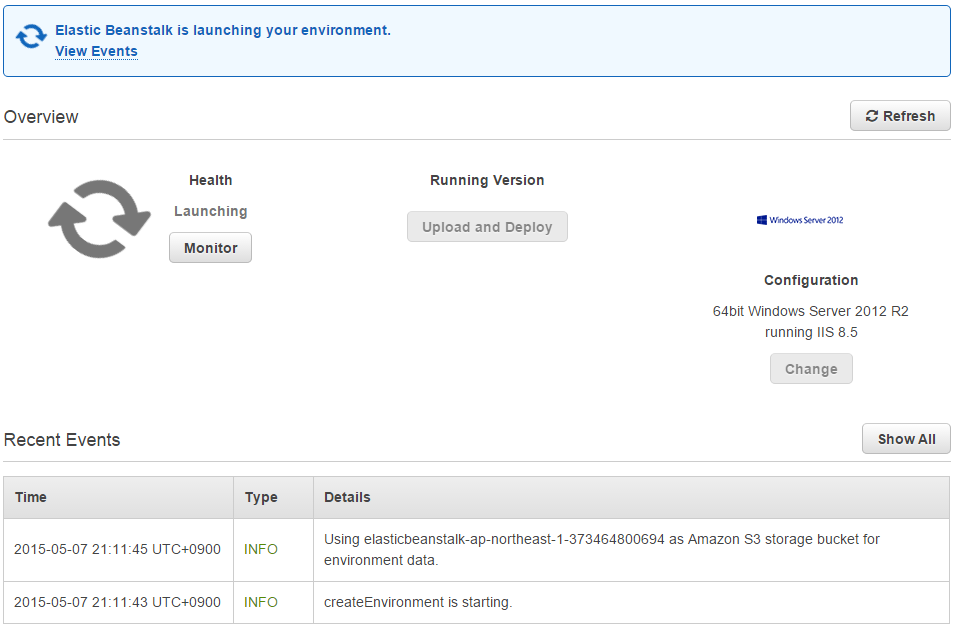 Elastic Beanstalk is launching your environment.
View Events
Overview
Refresh
Health
Launching
Monitor
Running Version
Upload and Deploy
Windows Server 2012
Configuration
64bit Windows Server 2012 R2
running IIS 8.5
Change
Recent Events
Show All
Time Type Details
2015-05-07 21:11:45 UTC+0900 INFO Using elasticbeanstalk-ap-northeast-1-373464800694 as Amazon S3 storage bucket for
environment data.
2015-05-07 21:11:43 UTC+0900 INFO createEnvironment is starting.